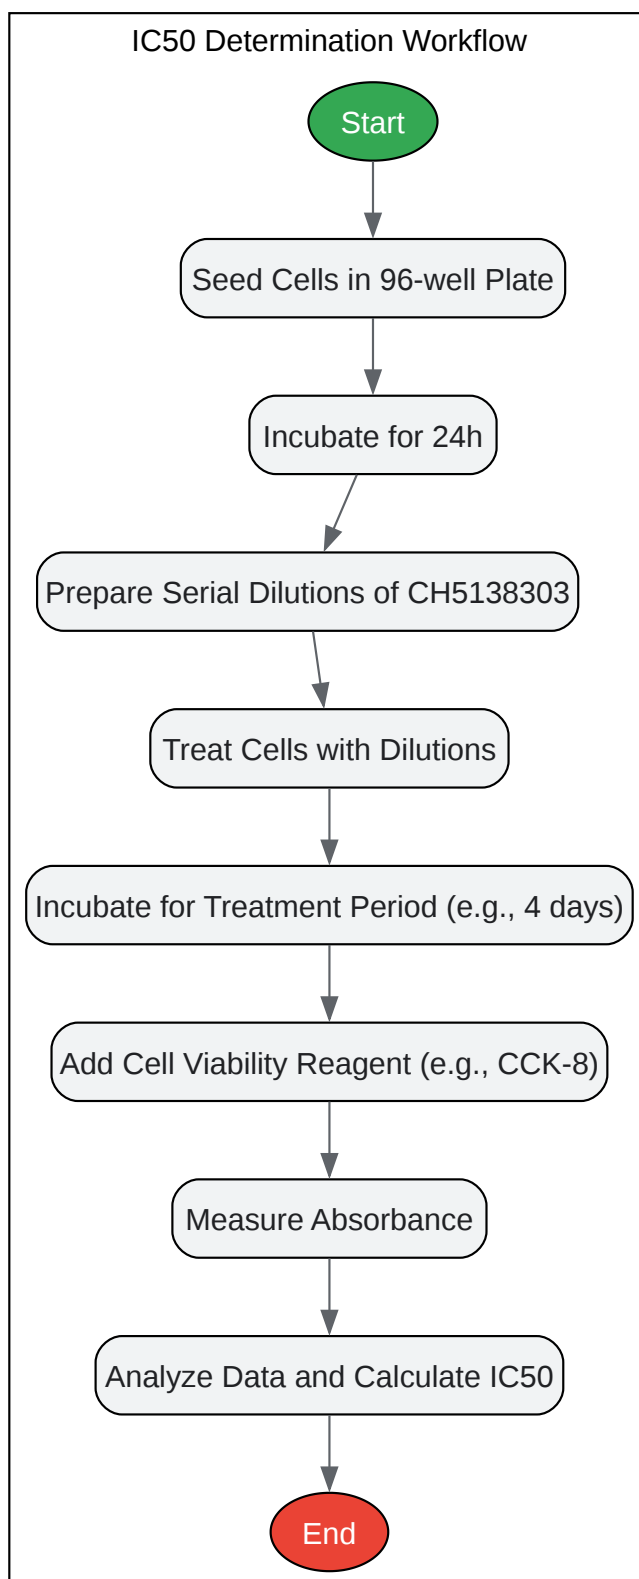 IC50 Determination Workflow
Start
Seed Cells in 96-well Plate
Incubate for 24h
Prepare Serial Dilutions of CH5138303
Treat Cells with Dilutions
Incubate for Treatment Period (e.g., 4 days)
Add Cell Viability Reagent (e.g., CCK-8)
Measure Absorbance
Analyze Data and Calculate IC50
End